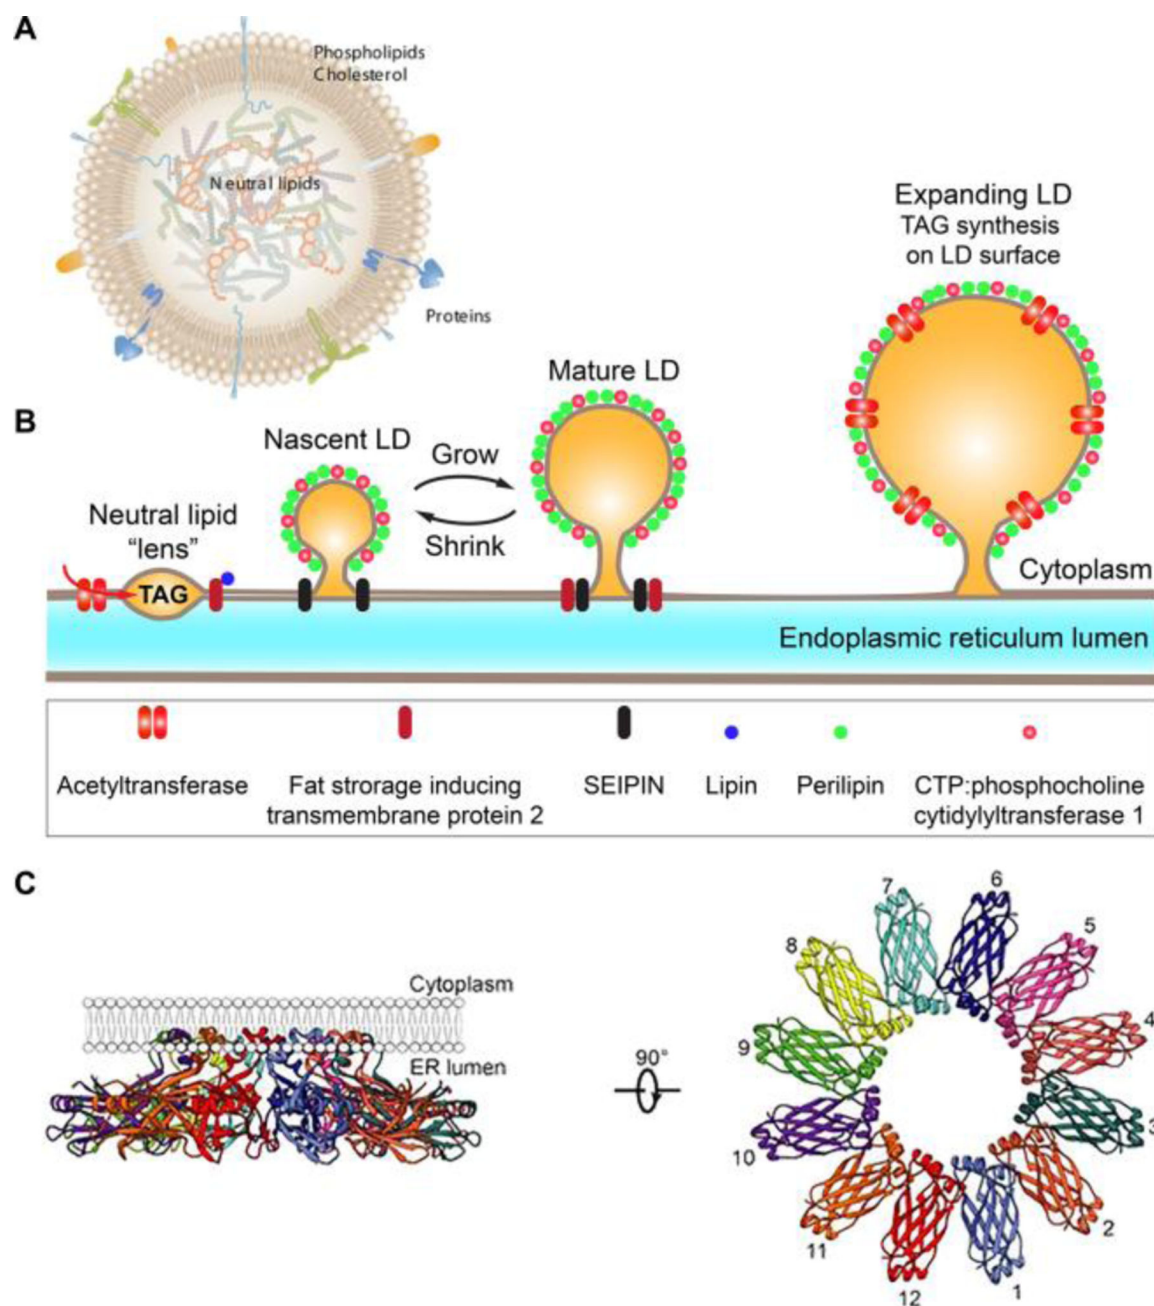 A
Phospholipids
Cholesterol
Neutral lipids
Proteins
Expanding LD
TAG synthesis
on LD surface
Mature LD
B
Nascent LD
Grow
Shrink
Neutral lipid
“lens”
TAG
Cytoplasm
Endoplasmic reticulum lumen
Acetyltransferase
Fat strorage inducing
transmembrane protein 2
SEIPIN
Lipin
Perilipin
CTP:phosphocholine
cytidylyltransferase 1
C
Cytoplasm
ER lumen
90°
7
6
8
5
4
9
3
10
2
11
12
1